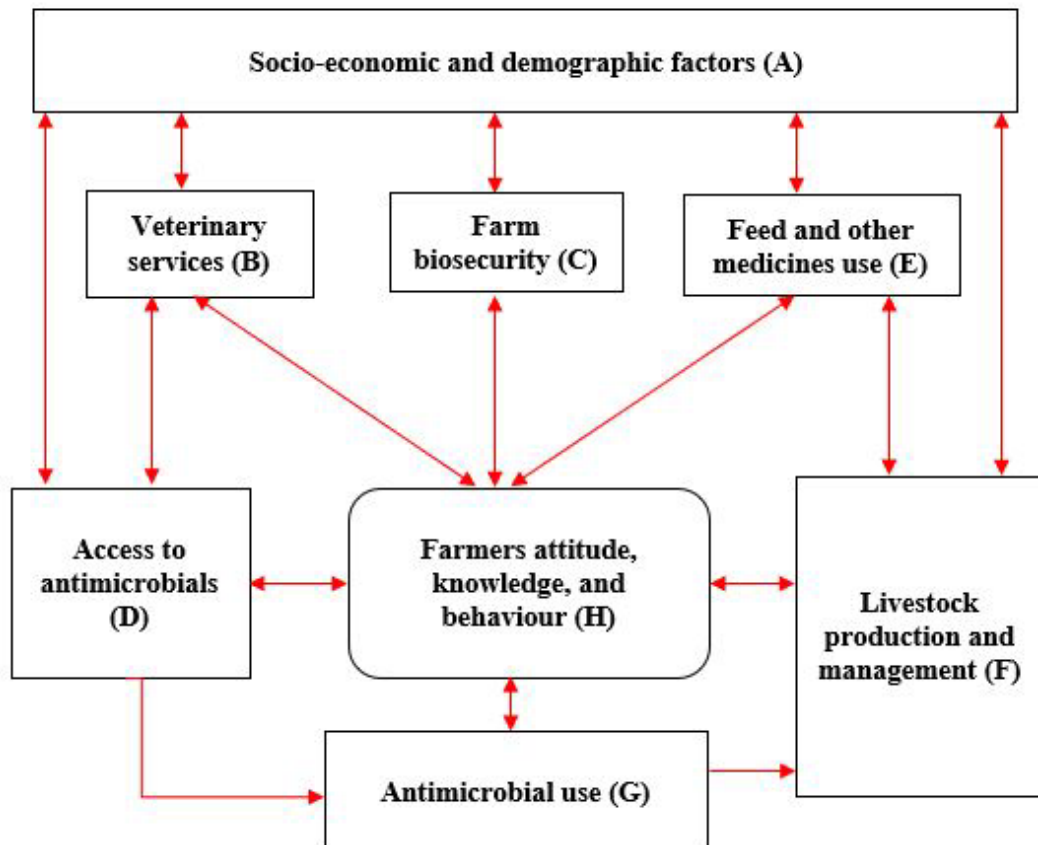 Socio-economic and demographic factors (A)
Veterinary
services (B)
Farm
biosecurity (C)
Feed and other
medicines use (E)
Access to
antimicrobials
(D)
Farmers attitude,
knowledge, and
behaviour (H)
Livestock
production and
management (F)
Antimicrobial use (G)